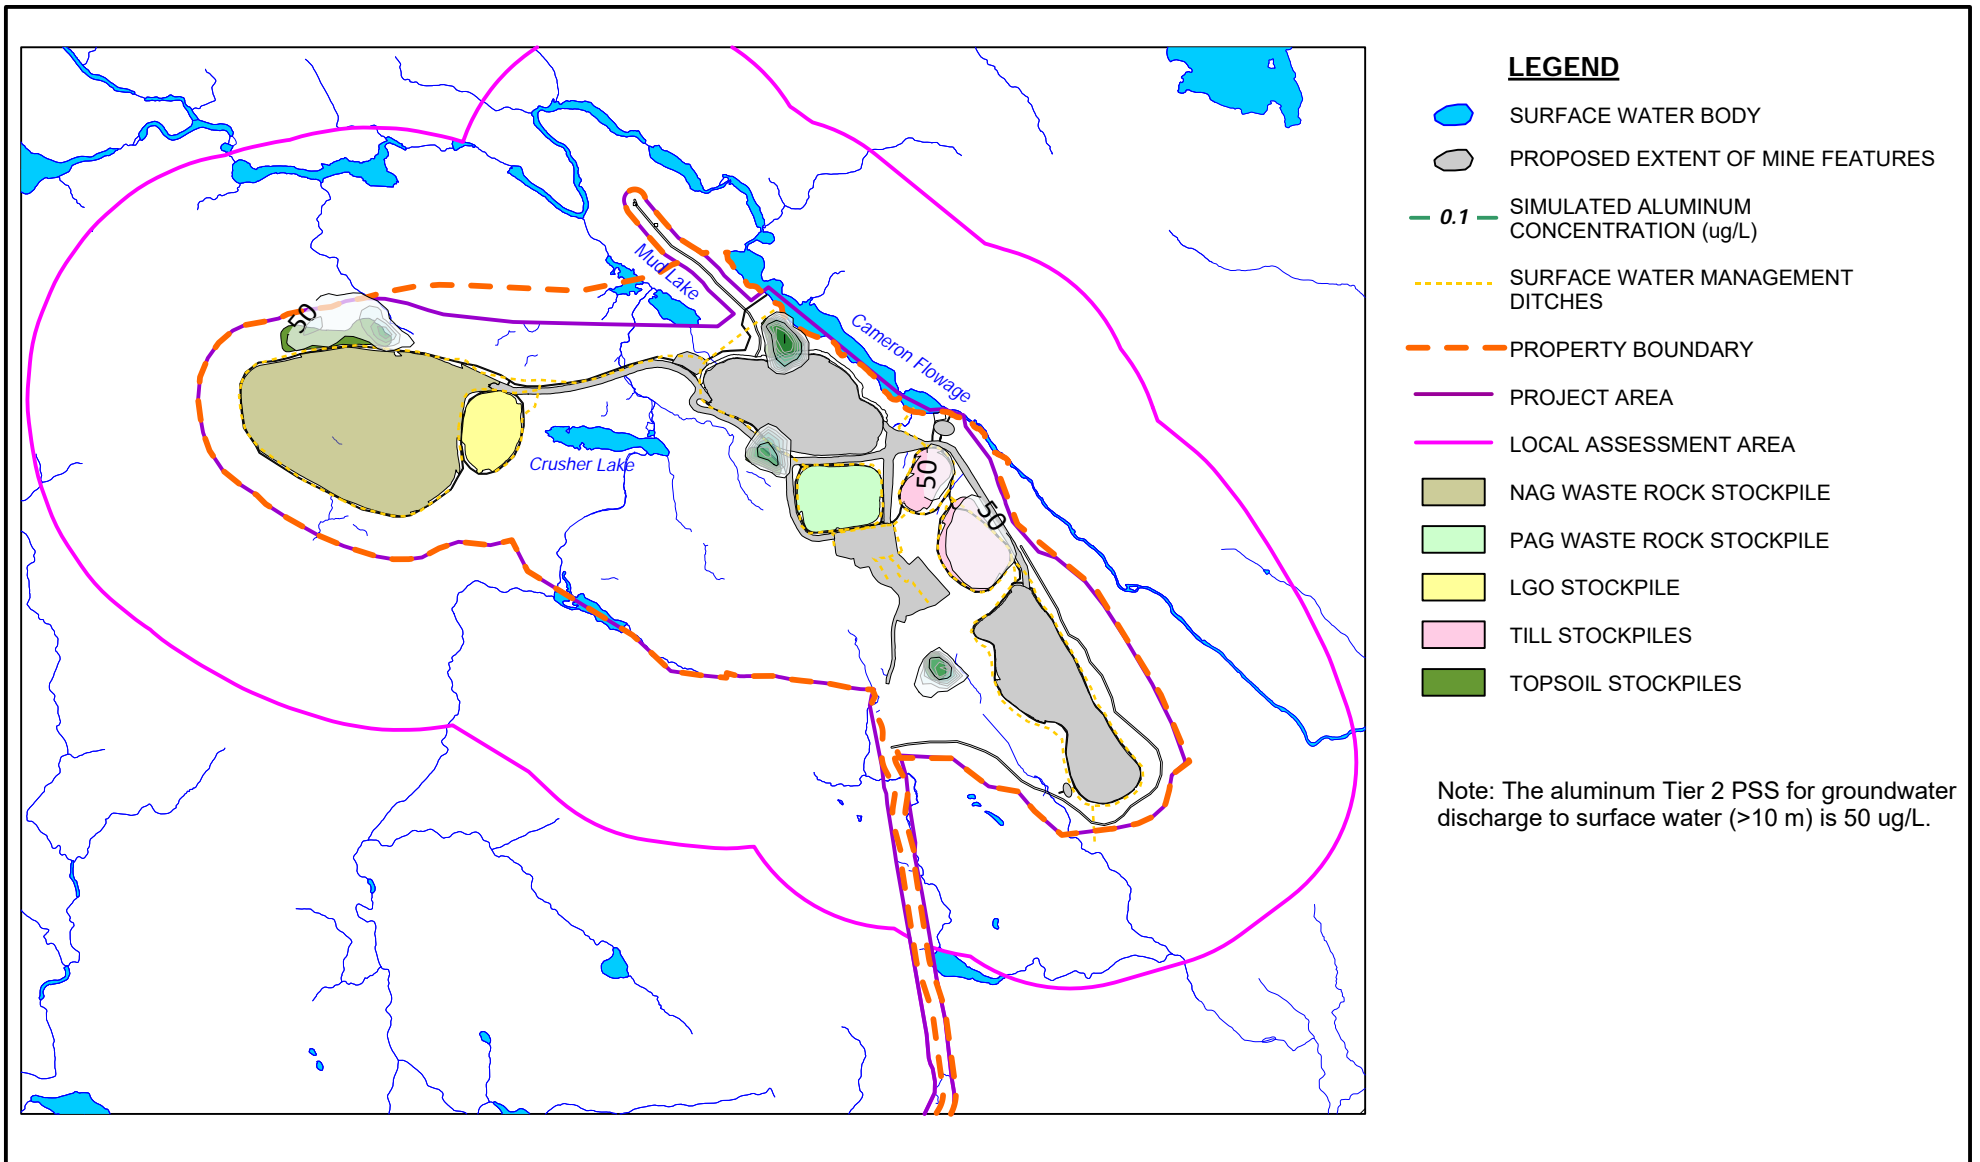 LEGEND
SURFACE WATER BODY
PROPOSED EXTENT OF MINE FEATURES
0.1
SIMULATED ALUMINUM
CONCENTRATION (ug/L)
SURFACE WATER MANAGEMENT
DITCHES
PROPERTY BOUNDARY
PROJECT AREA
LOCAL ASSESSMENT AREA
NAG WASTE ROCK STOCKPILE
PAG WASTE ROCK STOCKPILE
LGO STOCKPILE
TILL STOCKPILES
TOPSOIL STOCKPILES
Note: The aluminum Tier 2 PSS for groundwater
discharge to surface water (>10 m) is 50 ug/L.
Mud Lake
Cameron Flowage
Crusher Lake
50
50
50